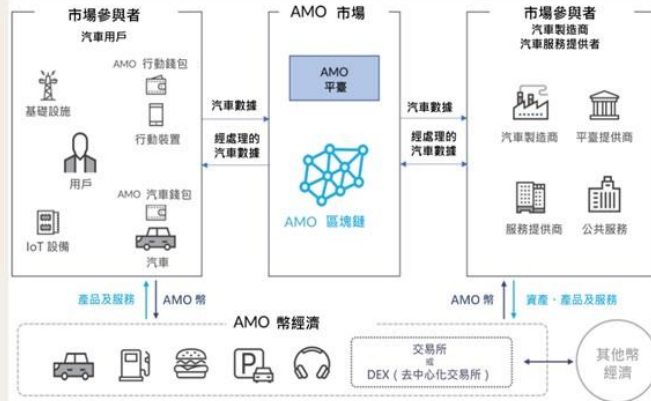 市場參與者
汽車用戶
AMO 行動錢包
基礎設施
行動裝置
用戶
AMO 汽車錢包
IoT 設備
汽車
汽車數據
經處理的
汽車數據
AMO 市場
AMO
平臺
AMO 區塊鏈
汽車數據
經處理的
汽車數據
市場參與者
汽車製造商
汽車服務提供者
汽車製造商
平臺提供商
服務提供商
公共服務
產品及服務
AMO 幣
AMO 幣
資產・產品及服務
AMO 幣經濟
P
交易所
或
DEX（去中心化交易所）
其他幣
經濟